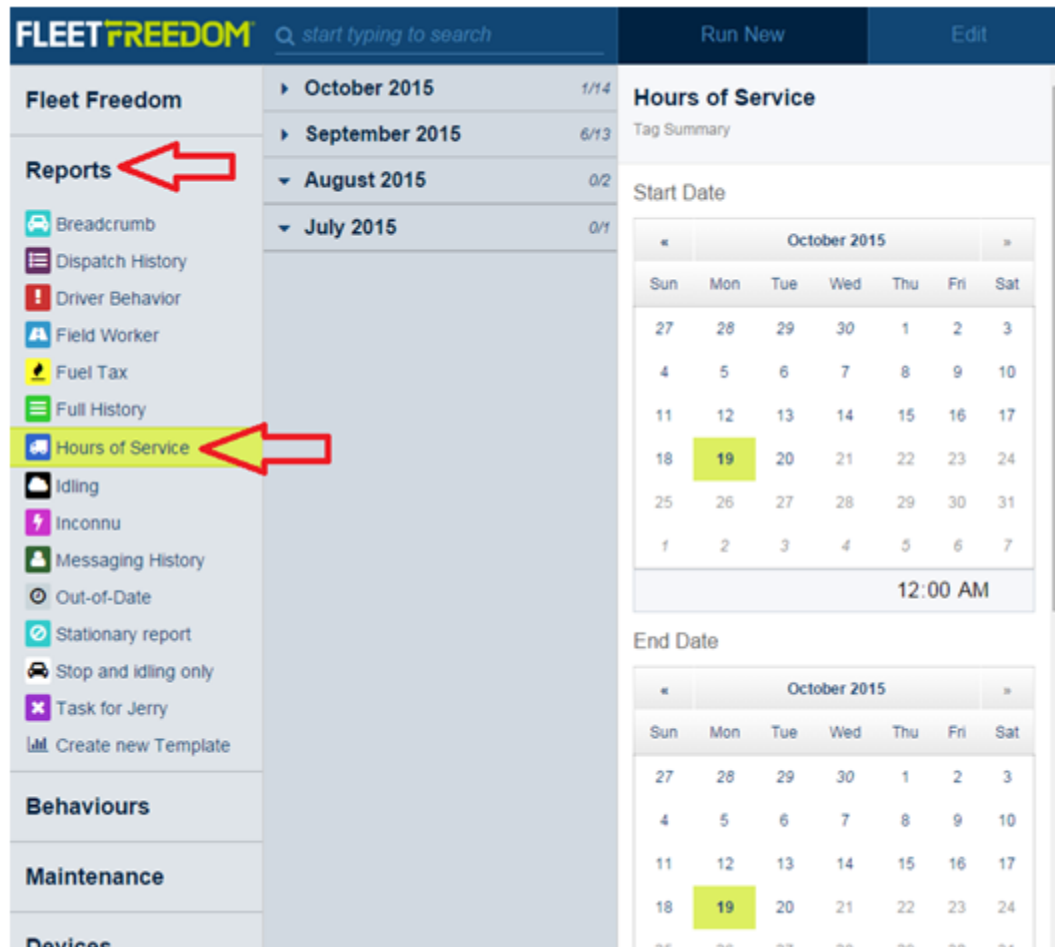 FLEETFREEDOM
start typing to search
Run New
Edit
Fleet Freedom
Reports
Breadcrumb
Dispatch History
Driver Behavior
Field Worker
Fuel Tax
Full History
Hours of Service
Idling
Inconnu
Messaging History
Out-of-Date
Stationary report
Stop and idling only
Task for Jerry
Create new Template
Behaviours
Maintenance
Devices
October 2015 1/14
September 2015 6/13
August 2015 0/2
July 2015 0/1
Hours of Service
Tag Summary
Start Date
« October 2015 »
Sun Mon Tue Wed Thu Fri Sat
27 28 29 30 1 2 3
4 5 6 7 8 9 10
11 12 13 14 15 16 17
18 19 20 21 22 23 24
25 26 27 28 29 30 31
1 2 3 4 5 6 7
12:00 AM
End Date
« October 2015 »
Sun Mon Tue Wed Thu Fri Sat
27 28 29 30 1 2 3
4 5 6 7 8 9 10
11 12 13 14 15 16 17
18 19 20 21 22 23 24